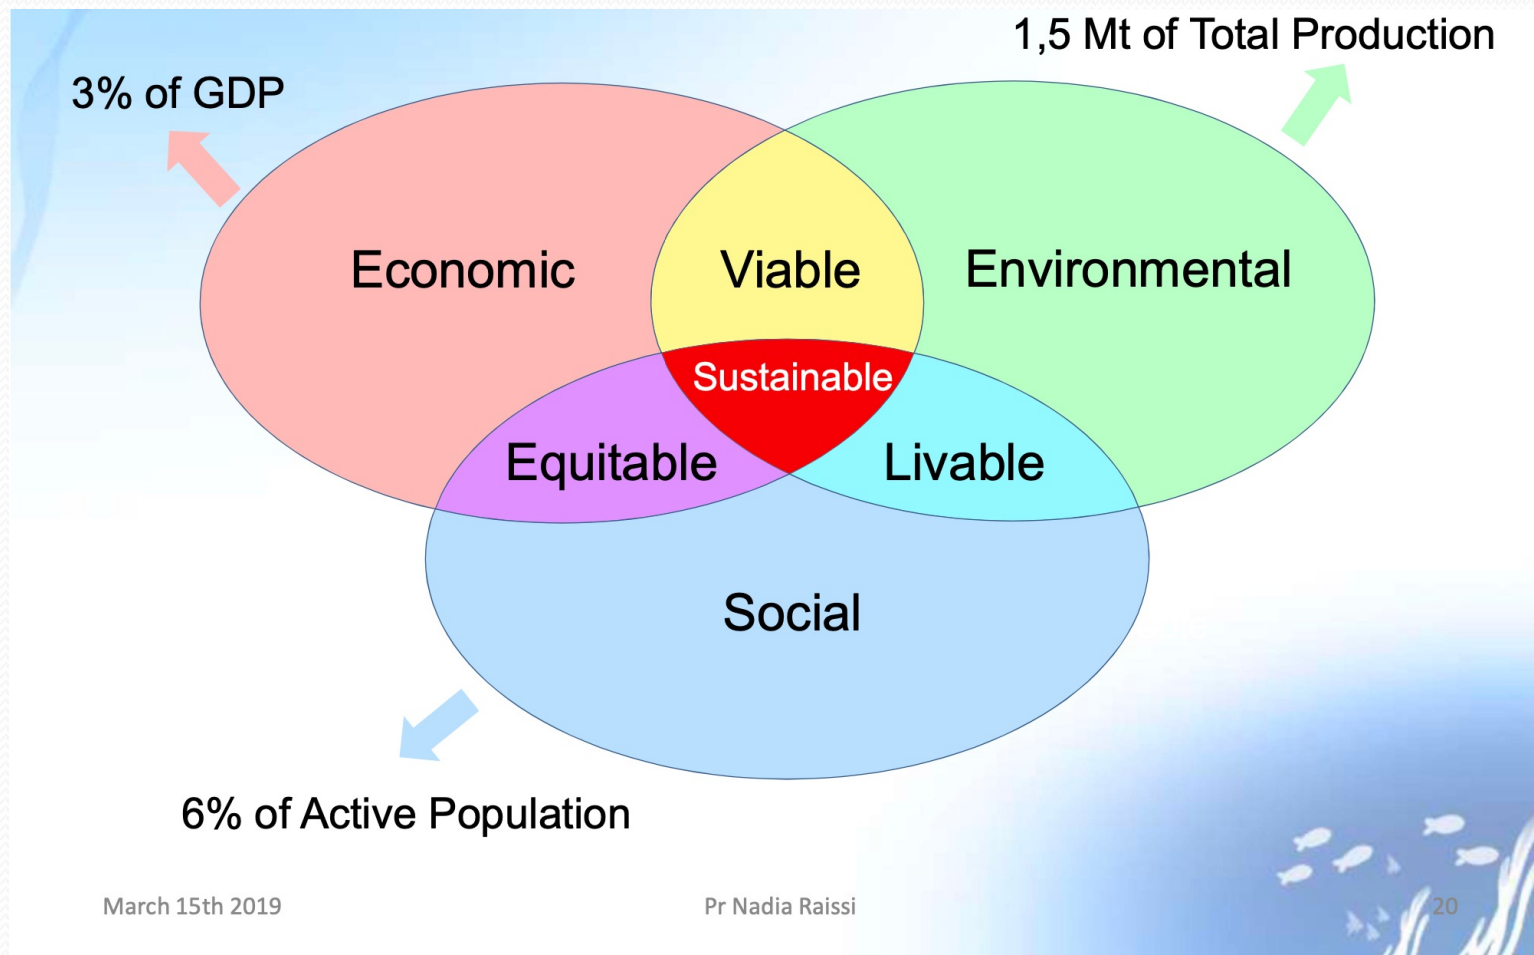 1,5 Mt of Total Production
3% of GDP
Economic
Viable
Environmental
Sustainable
Equitable
Livable
Social
6% of Active Population
March 15th 2019
Pr Nadia Raissi
20